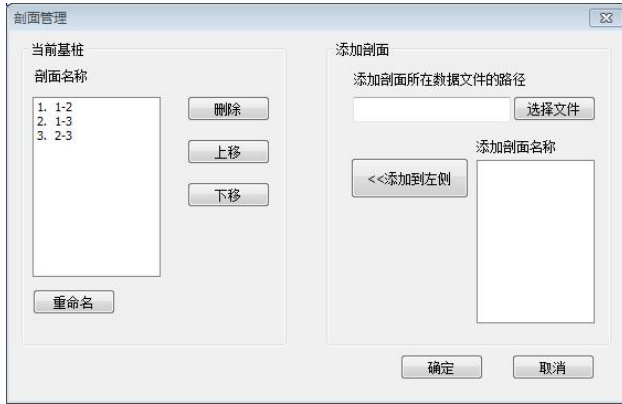 剖面管理
当前基桩
剖面名称
1. 1-2
2. 1-3
3. 2-3
删除
上移
下移
重命名
添加剖面
添加剖面所在数据文件的路径
选择文件
添加剖面名称
<<添加到左侧
确定
取消